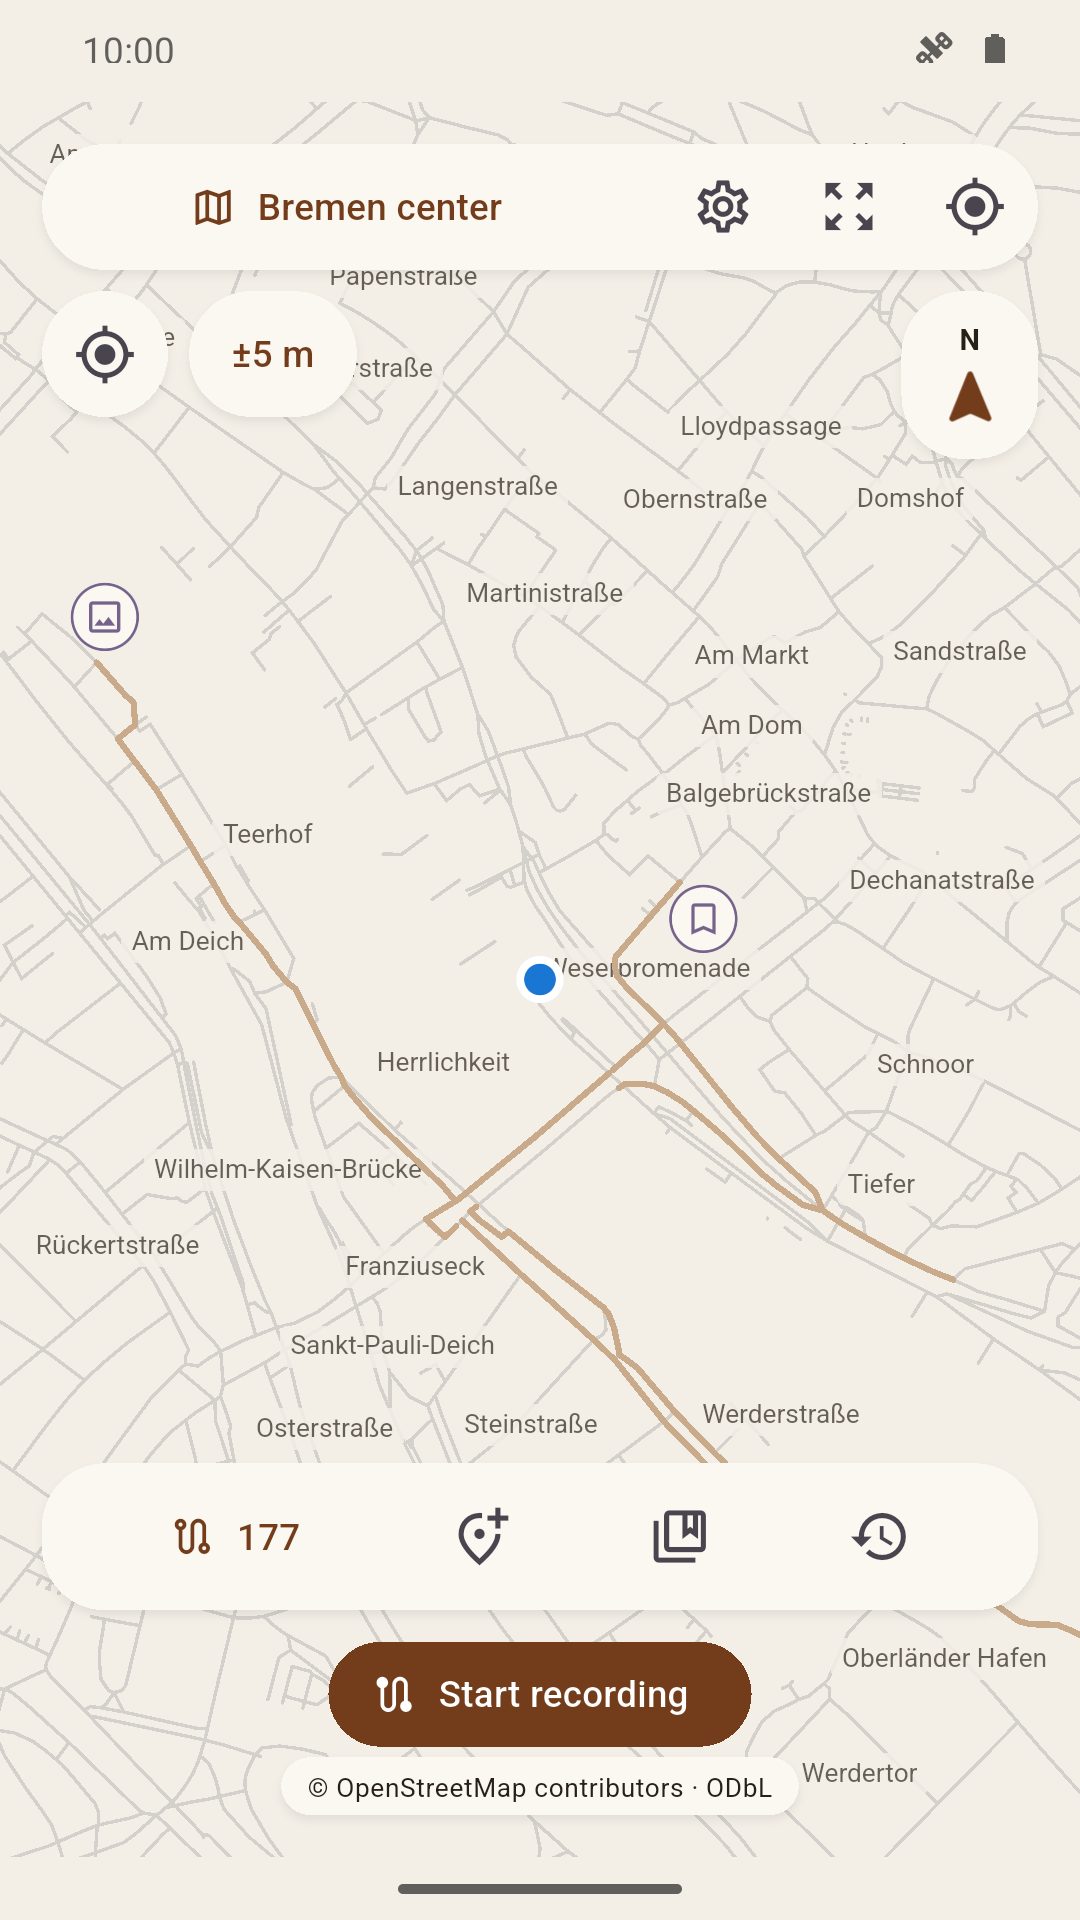 10:00
Bremen center
Papenstraße
±5 m
rstraße
N
Lloydpassage
Langenstraße
Obernstraße
Domshof
Martinistraße
Am Markt
Sandstraße
Am Dom
Balgebrückstraße
Teerhof
Dechanatstraße
Am Deich
Weserpromenade
Herrlichkeit
Schnoor
Wilhelm-Kaisen-Brücke
Tiefer
Rückertstraße
Franziuseck
Sankt-Pauli-Deich
Werderstraße
Osterstraße
Steinstraße
177
Oberländer Hafen
Start recording
Werdertor
© OpenStreetMap contributors · ODbL